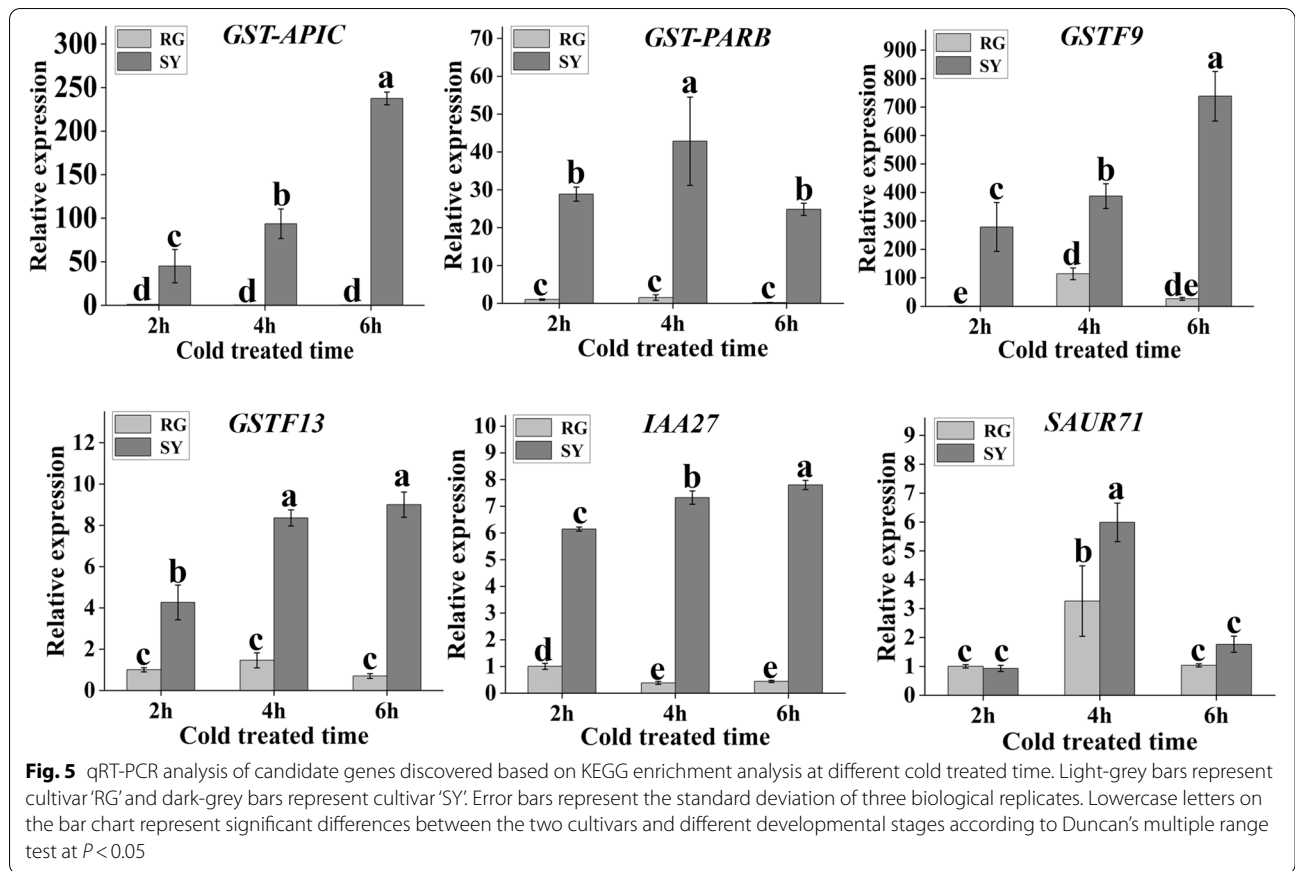 GST-APIC
RG
SY
Relative expression
300
250
200
150
100
50
0
d
c
d
b
d
a
2h
4h
6h
Cold treated time
GST-PARB
RG
SY
Relative expression
70
60
50
40
30
20
10
0
c
b
c
a
c
b
2h
4h
6h
Cold treated time
GSTF9
RG
SY
Relative expression
900
800
700
600
500
400
300
200
100
0
e
c
d
b
de
a
2h
4h
6h
Cold treated time
GSTF13
RG
SY
Relative expression
12
10
8
6
4
2
0
c
b
c
a
c
a
2h
4h
6h
Cold treated time
IAA27
RG
SY
Relative expression
10
9
8
7
6
5
4
3
2
1
0
d
c
e
b
e
a
2h
4h
6h
Cold treated time
SAUR71
RG
SY
Relative expression
9
8
7
6
5
4
3
2
1
0
c
c
b
a
c
c
2h
4h
6h
Cold treated time
Fig. 5 qRT-PCR analysis of candidate genes discovered based on KEGG enrichment analysis at different cold treated time. Light-grey bars represent
cultivar ‘RG’ and dark-grey bars represent cultivar ‘SY’. Error bars represent the standard deviation of three biological replicates. Lowercase letters on
the bar chart represent significant differences between the two cultivars and different developmental stages according to Duncan’s multiple range
test at P < 0.05